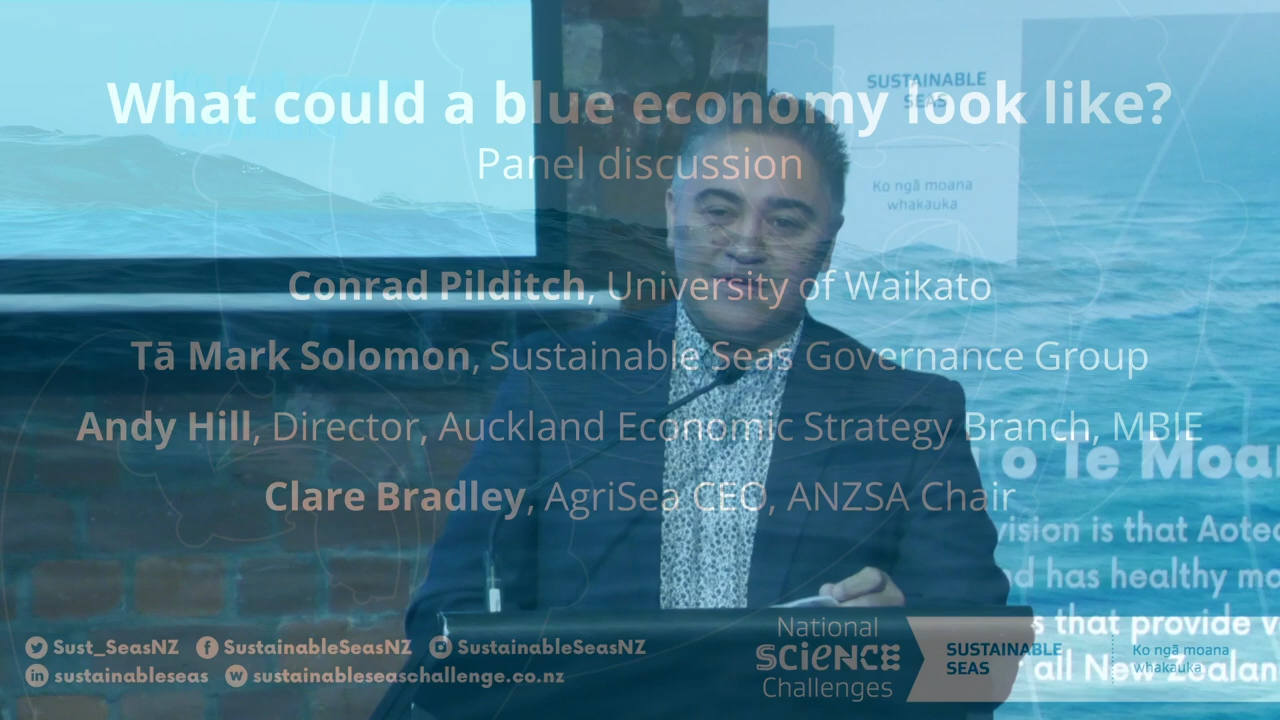 What could a blue economy look like?
Panel discussion
SUSTAINABLE
SEAS
Ko ngā moana
whakauka
Conrad Pilditch, University of Waikato
Tā Mark Solomon, Sustainable Seas Governance Group
Andy Hill, Director, Auckland Economic Strategy Branch, MBIE
Clare Bradley, AgriSea CEO, ANZSA Chair
o Te Moa
vision is that Aote
d has healthy
s that provide
all New Zealan
Sust_SeasNZ SustainableSeasNZ SustainableSeasNZ
sustainableseas sustainableseaschallenge.co.nz
National
SCIENCE
Challenges
SUSTAINABLE
SEAS
Ko ngā moana
whakauka